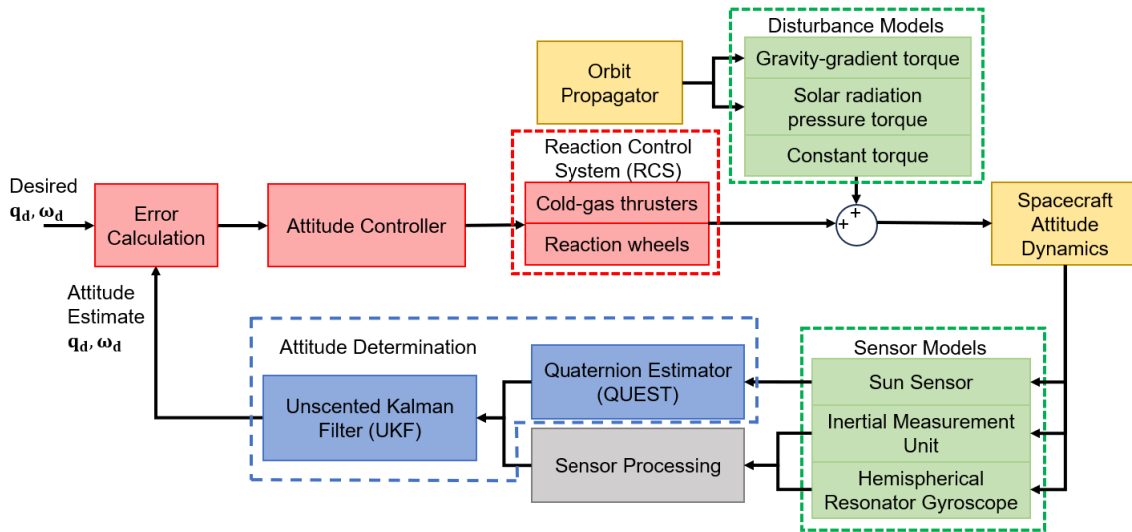 Disturbance Models
Gravity-gradient torque
Solar radiation
pressure torque
Constant torque
Orbit
Propagator
Reaction Control
System (RCS)
Cold-gas thrusters
Reaction wheels
Desired
q_d, ω_d
Error
Calculation
Attitude Controller
+
+
Spacecraft
Attitude
Dynamics
Attitude
Estimate
q_d, ω_d
Attitude Determination
Unscented Kalman
Filter (UKF)
Quaternion Estimator
(QUEST)
Sensor Processing
Sensor Models
Sun Sensor
Inertial Measurement
Unit
Hemispherical
Resonator Gyroscope